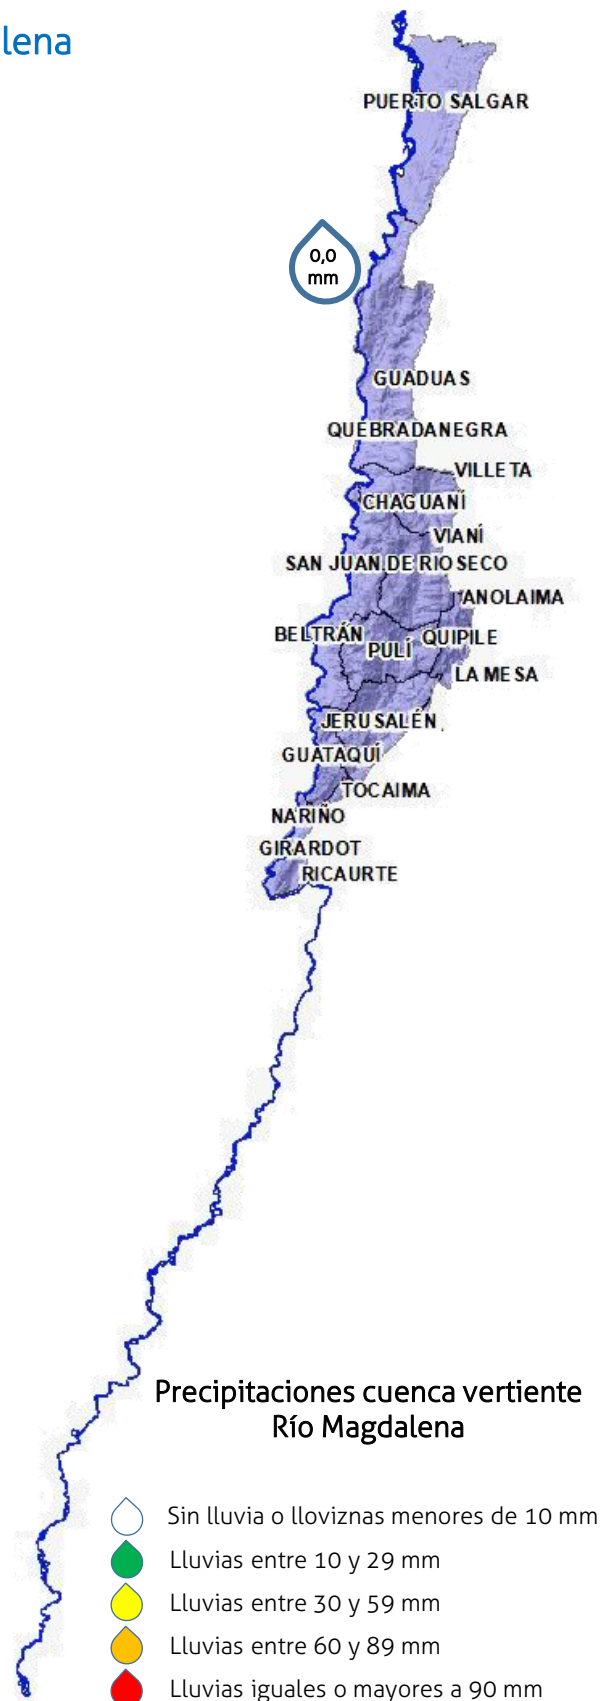 lena
PUERTO SALGAR
0,0
mm
GUADUAS
QUEBRADANEGRA
VILLETA
CHAGUANÍ
VIANÍ
SAN JUAN DE RIO SECO
ANOLAIMA
BELTRÁN
QUIPILE
PULÍ
LA MESA
JERUSALÉN
GUATAQUÍ
TOCAIMA
NARIÑO
GIRARDOT
RICAURTE
Precipitaciones cuenca vertiente
Río Magdalena
Sin lluvia o lloviznas menores de 10 mm
Lluvias entre 10 y 29 mm
Lluvias entre 30 y 59 mm
Lluvias entre 60 y 89 mm
Lluvias iguales o mayores a 90 mm